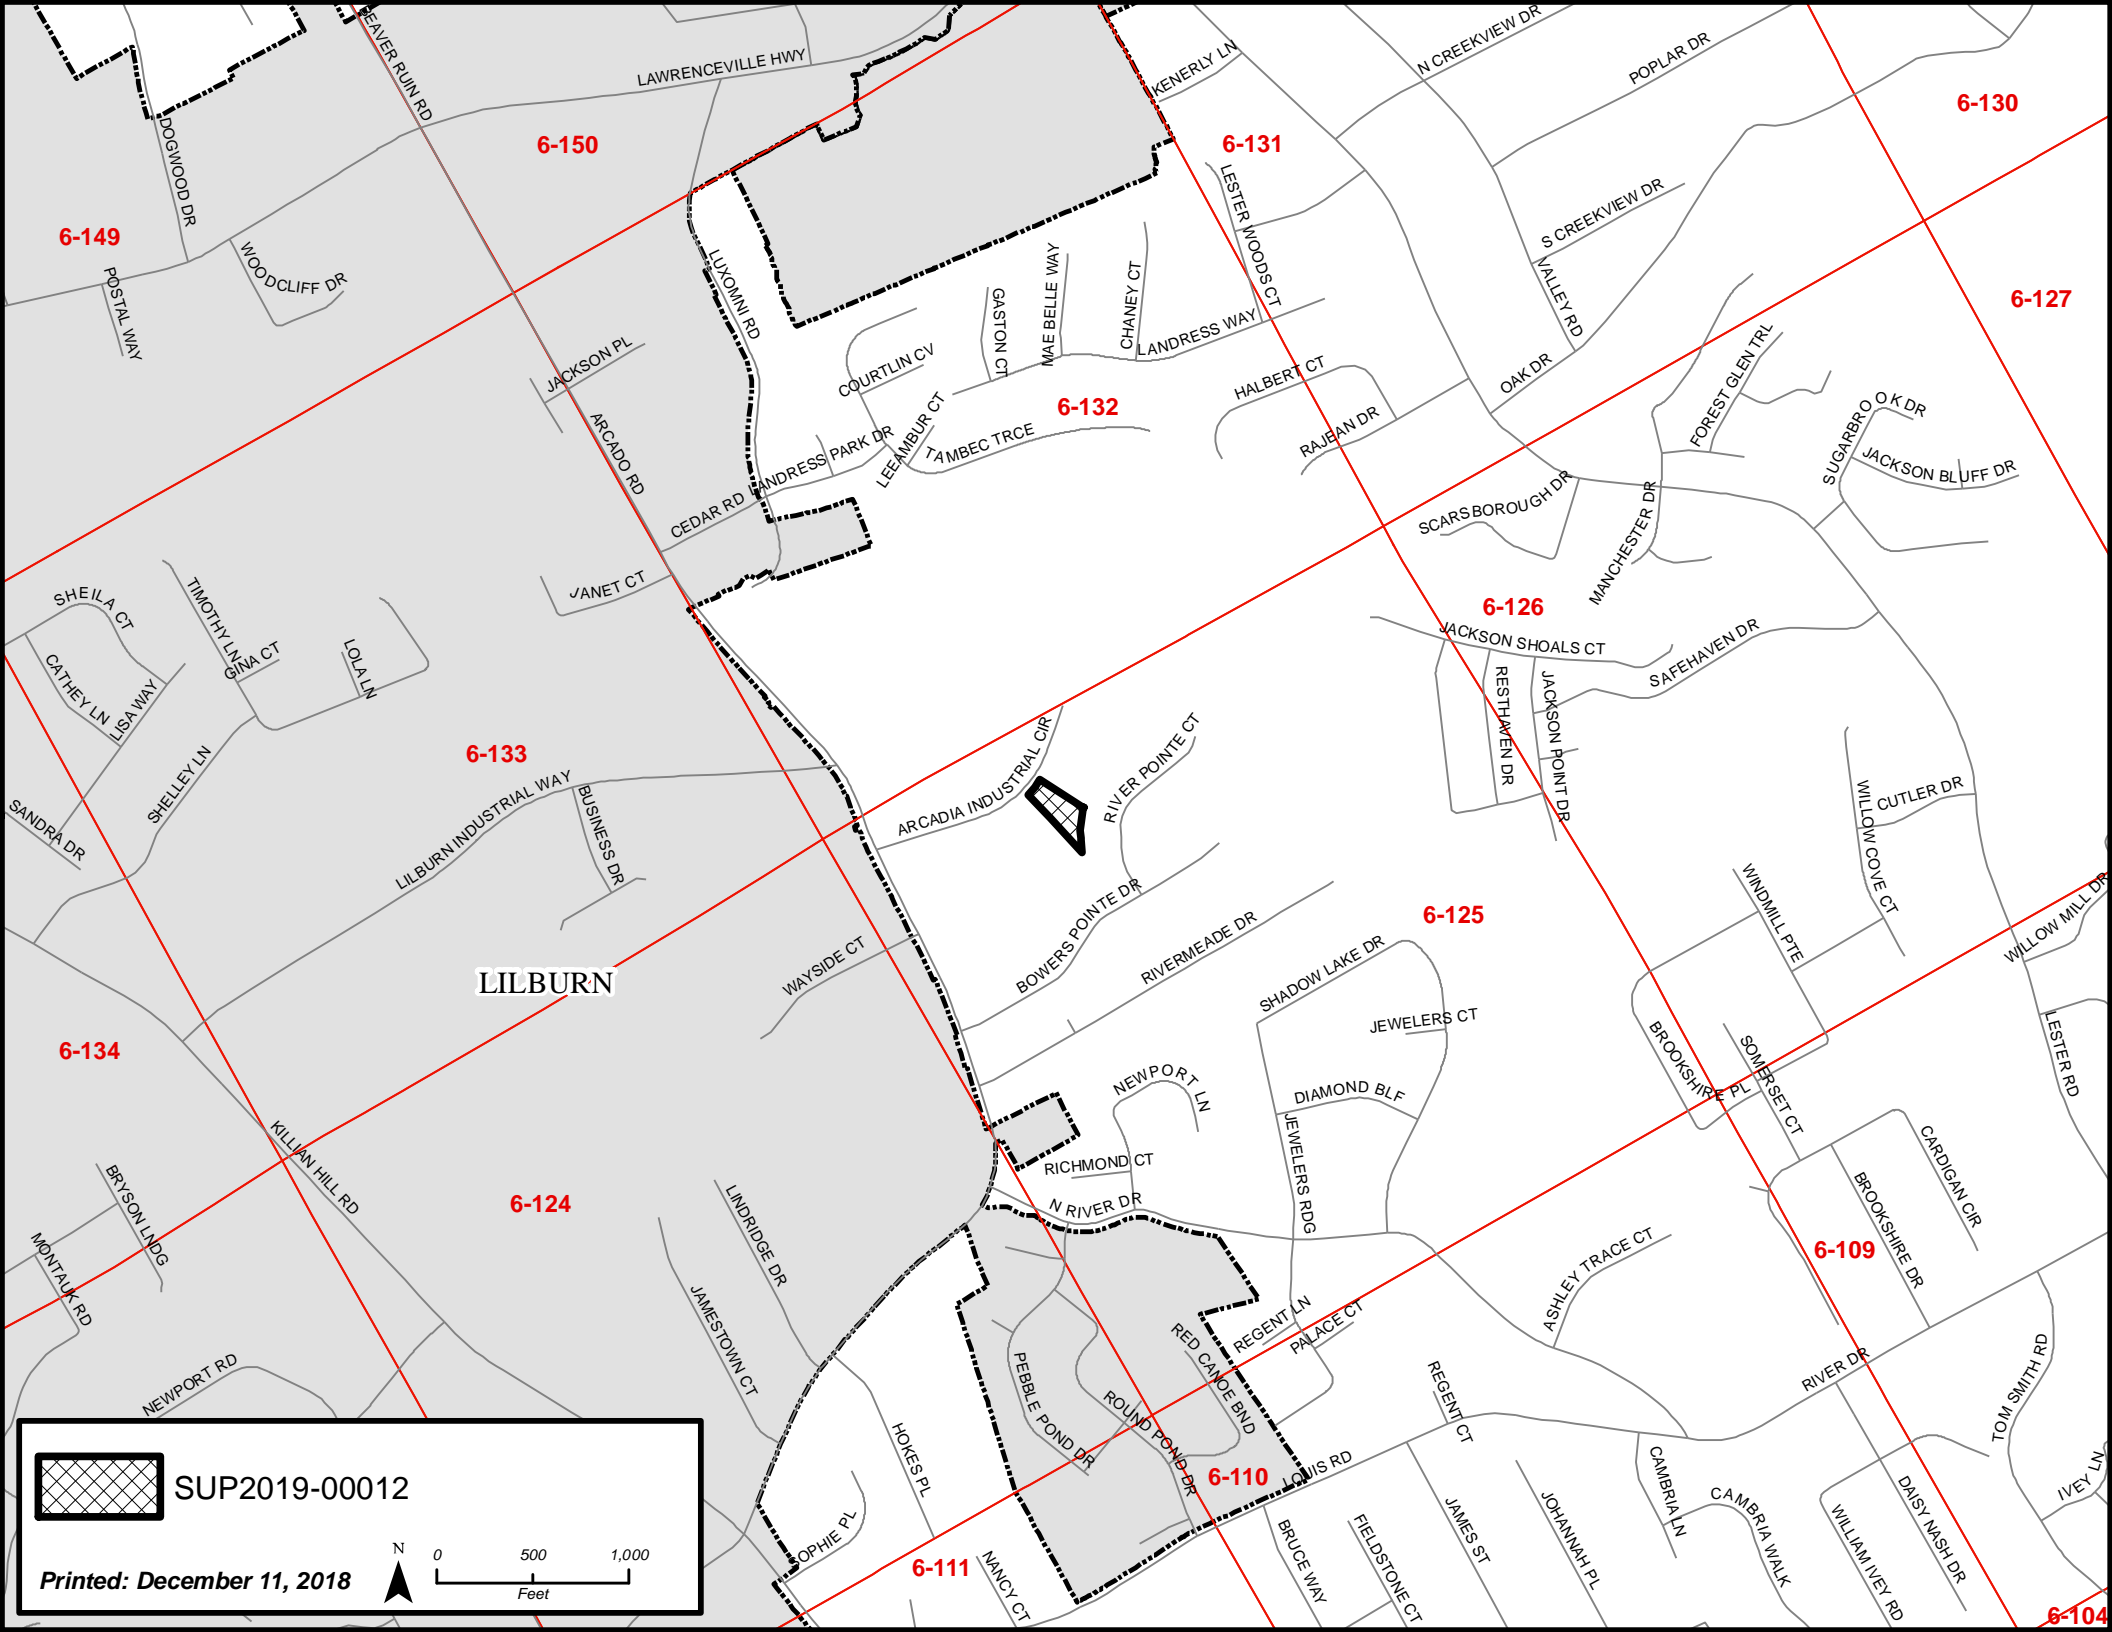 BEAVER RUIN RD
LAWRENCEVILLE HWY
KENERLY LN
N CREEKVIEW DR
POPLAR DR
6-130
6-150
6-131
DOGWOOD DR
LESTER WOODS CT
S CREEKVIEW DR
6-149
POSTAL WAY
WOODCLIFF DR
LUXOMNI RD
GASTON CT
MAE BELLE WAY
CHANEY CT
LANDRESS WAY
VALLEY RD
6-127
JACKSON PL
COURTLIN CV
HALBERT CT
OAK DR
FOREST GLEN TRL
6-132
ARCADO RD
LEEAMBUR CT
TAMBEC TRCE
RAJEAN DR
SUGARBROOK DR
JACKSON BLUFF DR
CEDAR RD
LANDRESS PARK DR
SCARSBOROUGH DR
MANCHESTER DR
JANET CT
SHEILA CT
TIMOTHY LN
GINA CT
LOLA LN
CATHEY LN
LISA WAY
6-126
JACKSON SHOALS CT
SAFEHAVEN DR
RESTHAVEN DR
JACKSON POINT DR
SHELLEY LN
6-133
SANDRA DR
LILBURN INDUSTRIAL WAY
BUSINESS DR
ARCADIA INDUSTRIAL CIR
RIVER POINTE CT
WILLOW COVE CT
CUTLER DR
BOWERS POINTE DR
RIVERMEADE DR
6-125
WINDMILL PTE
WILLOW MILL DR
WAYSIDE CT
LILBURN
SHADOW LAKE DR
JEWELERS CT
6-134
BROOKSHIRE PL
SOMERSET CT
LESTER RD
NEWPORT LN
DIAMOND BLF
JEWELERS RDG
KILLIAN HILL RD
RICHMOND CT
N RIVER DR
CARDIGAN CIR
BROOKSHIRE DR
BRYSON LNDG
MONTAUK RD
6-124
LINDRIDGE DR
JAMESTOWN CT
ASHLEY TRACE CT
6-109
REGENT LN
PALACE CT
RED CANOE BND
PEBBLE POND DR
ROUND POND DR
NEWPORT RD
HOKES PL
REGENT CT
RIVER DR
TOM SMITH RD
6-110
LOUIS RD
CAMBRIA LN
CAMBRIA WALK
DAISY NASH DR
WILLIAM IVEY RD
IVEY LN
OPHIE PL
6-111
NANCY CT
BRUCE WAY
FIELDSTONE CT
JAMES ST
JOHANNAH PL
6-104
SUP2019-00012
Printed: December 11, 2018
N
0 500 1,000
Feet